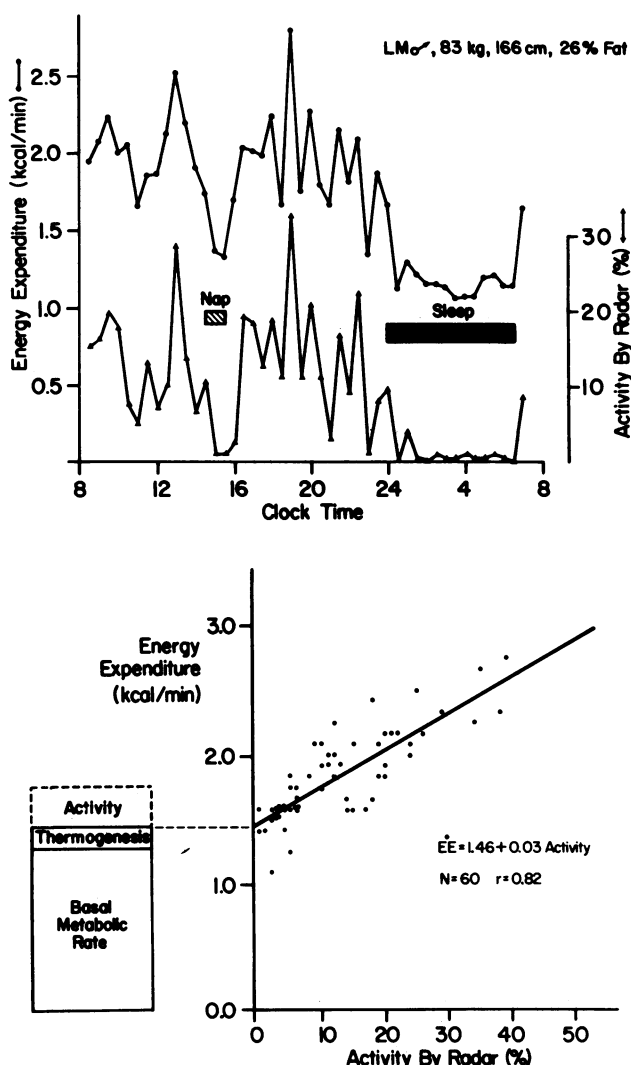 LM♂, 83 kg, 166 cm, 26% Fat
Energy Expenditure (kcal/min)
2.5
2.0
1.5
1.0
0.5
Activity By Radar (%)
30
20
10
Nap
Sleep
8 12 16 20 24 4 8
Clock Time
Energy
Expenditure
(kcal/min)
3.0
2.0
1.0
0.0
Activity
Thermogenesis
Basal
Metabolic
Rate
EE=1.46+0.03 Activity
N=60 r=0.82
0 10 20 30 40 50
Activity By Radar (%)